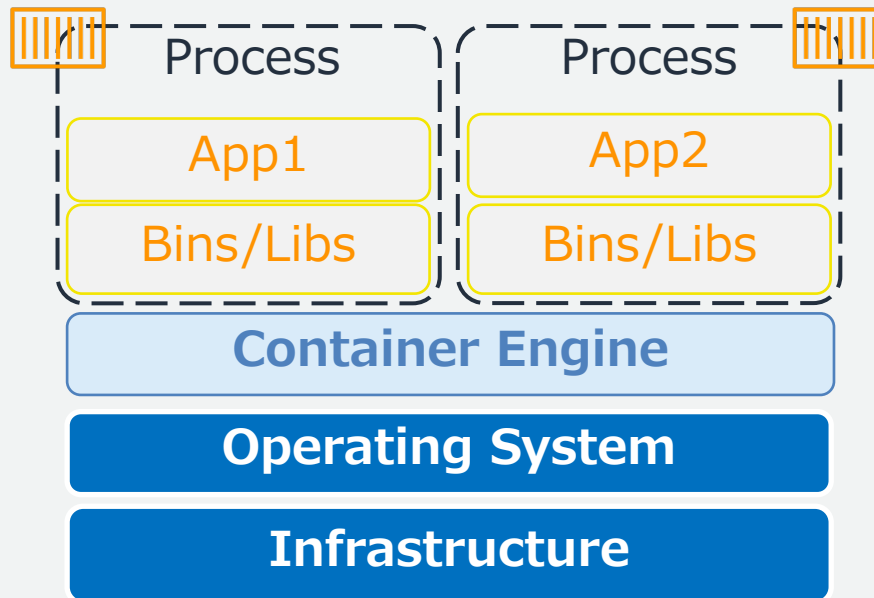 Process
Process
App1
App2
Bins/Libs
Bins/Libs
Container Engine
Operating System
Infrastructure